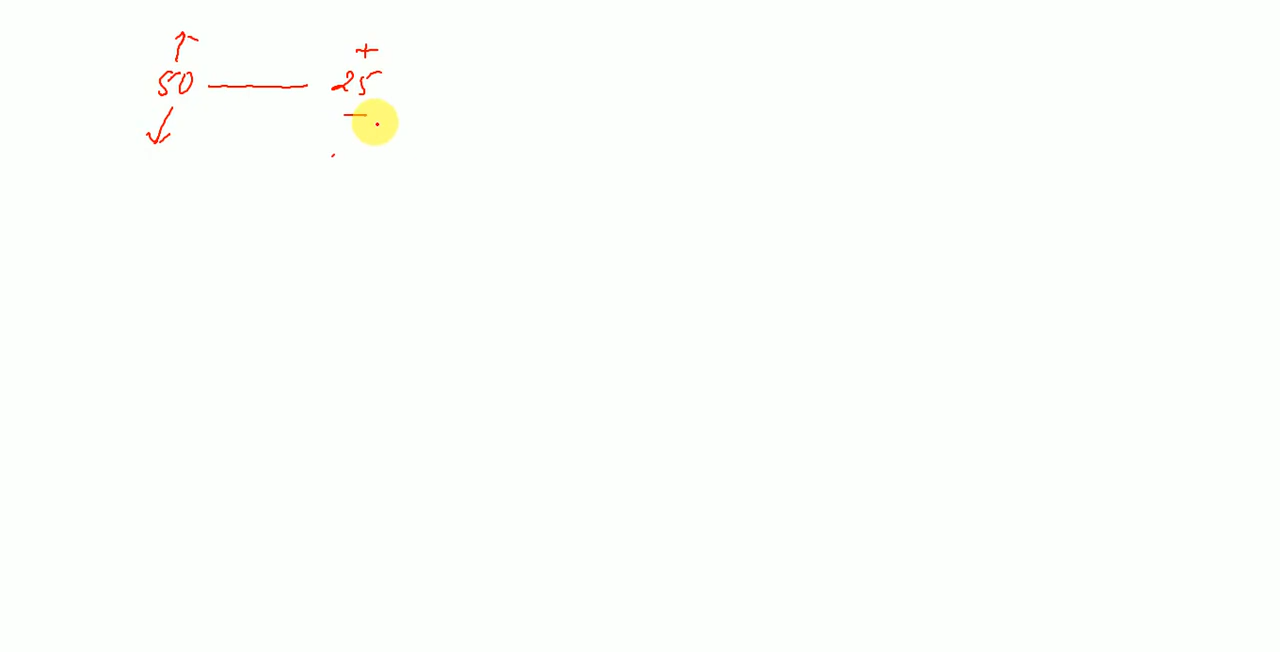 ↑ +
50 —— 25
↓ −